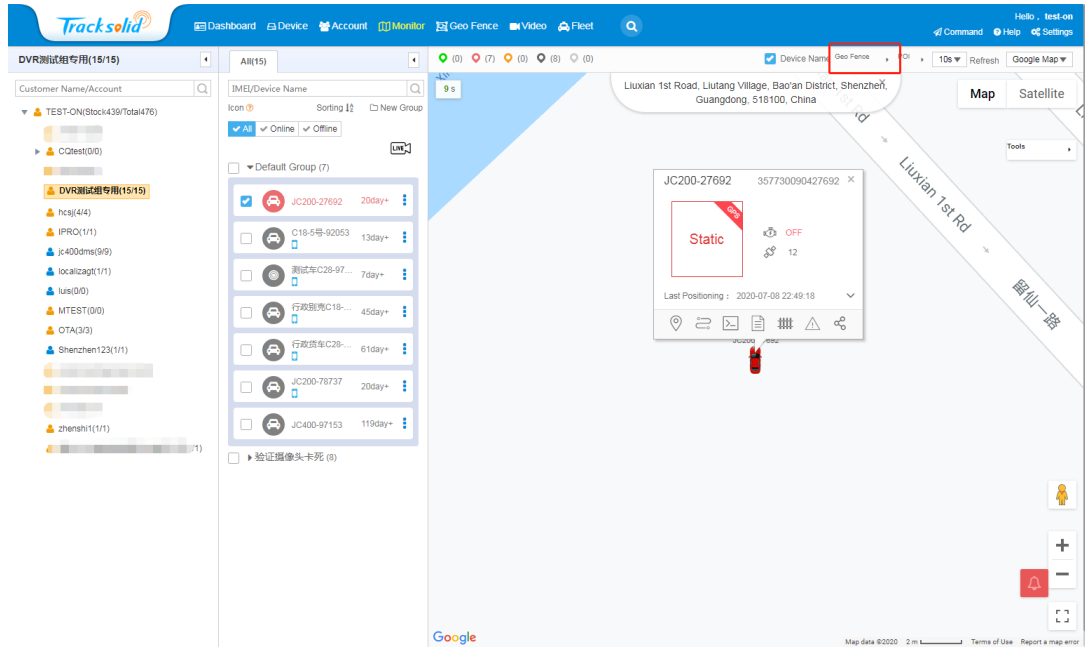 Tracksolid
Dashboard Device Account Monitor Geo Fence Video Fleet
Hello , test-on
Command Help Settings
DVR测试组专用(15/15)
Customer Name/Account
TEST-ON(Stock439/Total476)
CQtest(0/0)
DVR测试组专用(15/15)
hcsj(4/4)
IPRO(1/1)
jc400dms(9/9)
localizagt(1/1)
luis(0/0)
MTEST(0/0)
OTA(3/3)
Shenzhen123(1/1)
zhenshi1(1/1)
/1)
All(15)
IMEI/Device Name
Icon Sorting New Group
All Online Offline
LIVE
Default Group (7)
JC200-27692 20day+
C18-5号-92053 13day+
测试车C28-97... 7day+
行政别克C18-... 45day+
行政货车C28-... 61day+
JC200-78737 20day+
JC400-97153 119day+
验证摄像头卡死 (8)
(0) (7) (0) (8) (0)
Device Name Geo Fence POI 10s Refresh Google Map
9 s
Liuxian 1st Road, Liutang Village, Bao'an District, Shenzhen,
Guangdong, 518100, China
Map Satellite
Tools
Liuxian 1st Rd
留仙一路
JC200-27692 357730090427692 ×
GPS
Static
OFF
12
Last Positioning : 2020-07-08 22:49:18
Google
Map data ©2020 2 m Terms of Use Report a map error